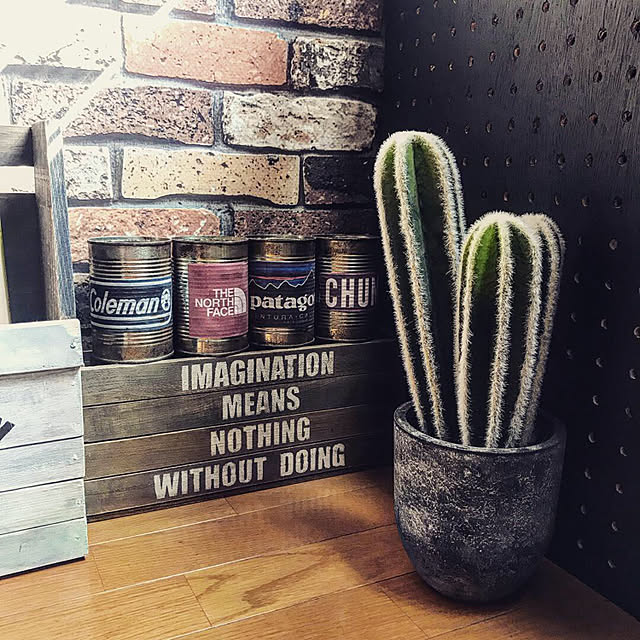 Coleman
THE
NORTH
FACE
patago
CHU
IMAGINATION
MEANS
NOTHING
WITHOUT DOING